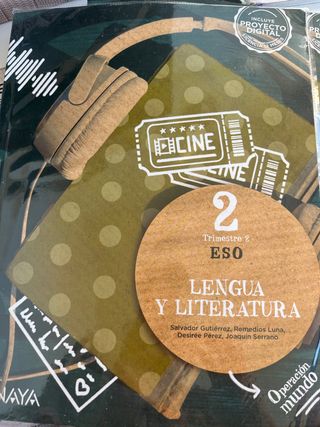 INCLUYE
PROYECTO
DIGITAL
CINE
CINE
2
Trimestre 2
ESO
LENGUA
Y LITERATURA
Salvador Gutiérrez, Remedios Luna,
Desirée Pérez, Joaquín Serrano
Operación
mundo
NAYA